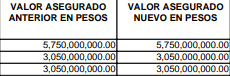 VALOR ASEGURADO VALOR ASEGURADO
ANTERIOR EN PESOS NUEVO EN PESOS
5,750,000,000.00 5,750,000,000.00
3,050,000,000.00 3,050,000,000.00
3,050,000,000.00 3,050,000,000.00